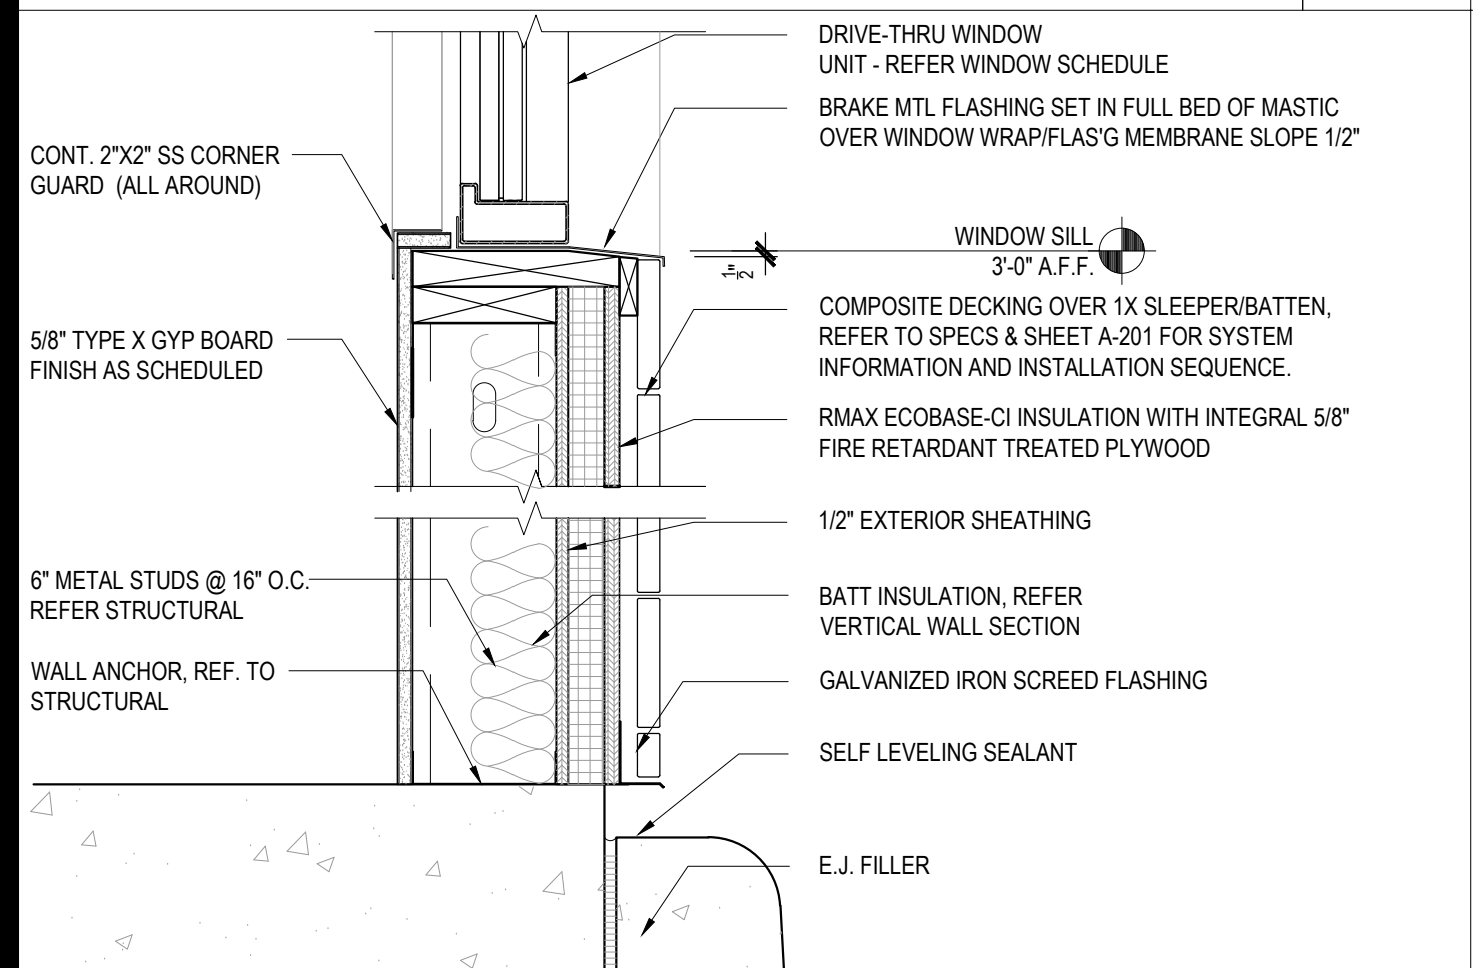 DRIVE-THRU WINDOW
UNIT - REFER WINDOW SCHEDULE
BRAKE MTL FLASHING SET IN FULL BED OF MASTIC
OVER WINDOW WRAP/FLAS'G MEMBRANE SLOPE 1/2"
CONT. 2"X2" SS CORNER
GUARD (ALL AROUND)
WINDOW SILL
3'-0" A.F.F.
1/2"
COMPOSITE DECKING OVER 1X SLEEPER/BATTEN,
REFER TO SPECS & SHEET A-201 FOR SYSTEM
INFORMATION AND INSTALLATION SEQUENCE.
5/8" TYPE X GYP BOARD
FINISH AS SCHEDULED
RMAX ECOBASE-CI INSULATION WITH INTEGRAL 5/8"
FIRE RETARDANT TREATED PLYWOOD
1/2" EXTERIOR SHEATHING
6" METAL STUDS @ 16" O.C.
REFER STRUCTURAL
BATT INSULATION, REFER
VERTICAL WALL SECTION
WALL ANCHOR, REF. TO
STRUCTURAL
GALVANIZED IRON SCREED FLASHING
SELF LEVELING SEALANT
E.J. FILLER